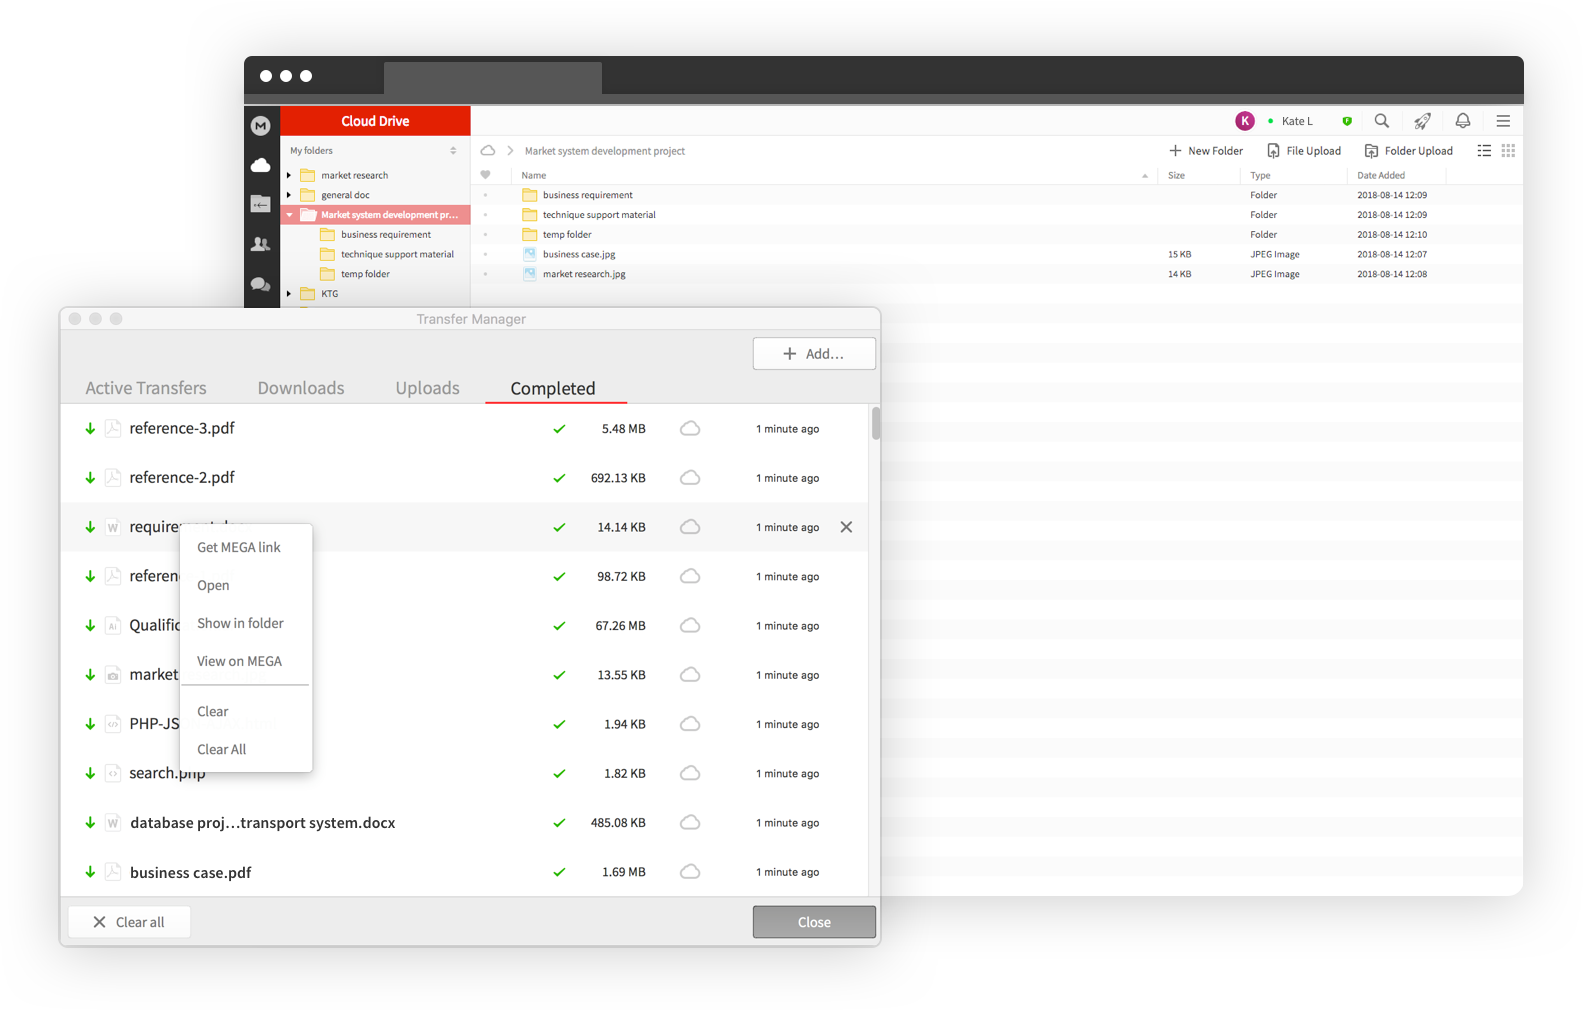 Cloud Drive
K
Kate L
My folders
Market system development project
New Folder
File Upload
Folder Upload
market research
general doc
Market system development pr...
business requirement
technique support material
temp folder
KTG
Name
Size
Type
Date Added
business requirement
Folder
2018-08-14 12:09
technique support material
Folder
2018-08-14 12:09
temp folder
Folder
2018-08-14 12:10
business case.jpg
15 KB
JPEG Image
2018-08-14 12:07
market research.jpg
14 KB
JPEG Image
2018-08-14 12:08
Transfer Manager
Add...
Active Transfers
Downloads
Uploads
Completed
reference-3.pdf
5.48 MB
1 minute ago
reference-2.pdf
692.13 KB
1 minute ago
14.14 KB
1 minute ago
98.72 KB
1 minute ago
67.26 MB
1 minute ago
market
13.55 KB
1 minute ago
PHP-JS
1.94 KB
1 minute ago
search.php
1.82 KB
1 minute ago
database proj...transport system.docx
485.08 KB
1 minute ago
business case.pdf
1.69 MB
1 minute ago
Get MEGA link
Open
Show in folder
View on MEGA
Clear
Clear All
Clear all
Close